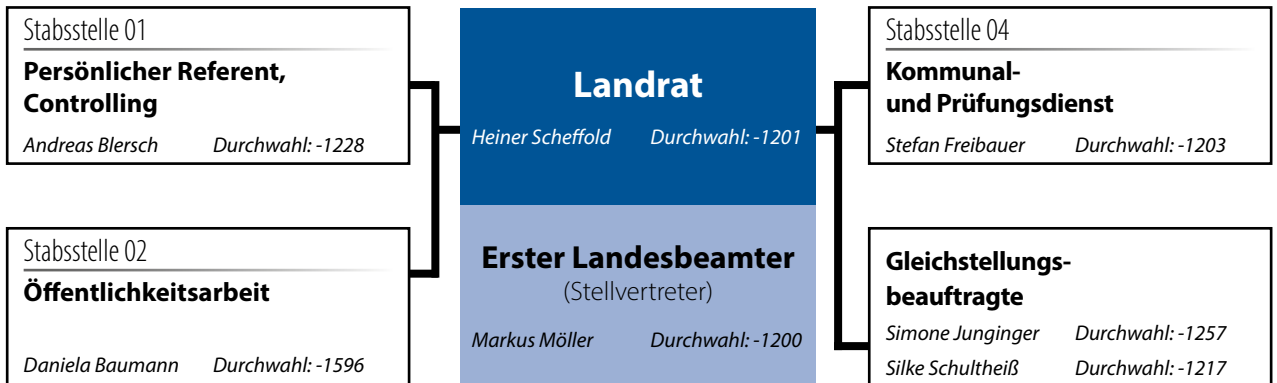 Stabsstelle 01
Persönlicher Referent,
Controlling
Andreas Blersch Durchwahl: -1228
Stabsstelle 02
Öffentlichkeitsarbeit
Daniela Baumann Durchwahl: -1596
Landrat
Heiner Scheffold Durchwahl: -1201
Erster Landesbeamter
(Stellvertreter)
Markus Möller Durchwahl: -1200
Stabsstelle 04
Kommunal-
und Prüfungsdienst
Stefan Freibauer Durchwahl: -1203
Gleichstellungs-
beauftragte
Simone Junginger Durchwahl: -1257
Silke Schultheiß Durchwahl: -1217